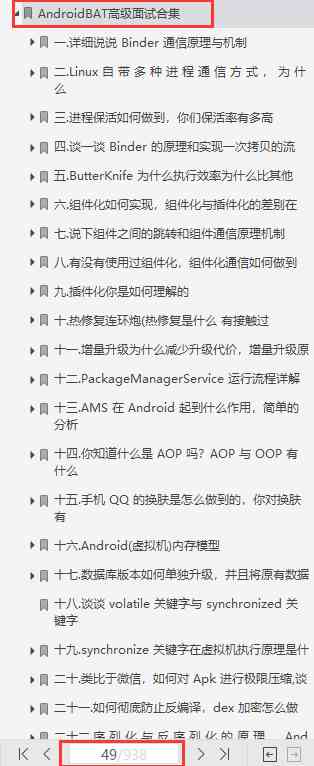 AndroidBAT高级面试合集
一.详细说说 Binder 通信原理与机制
二.Linux 自带多种进程通信方式，为什
么
三.进程保活如何做到，你们保活率有多高
四.谈一谈 Binder 的原理和实现一次拷贝的流
五.ButterKnife 为什么执行效率为什么比其他
六.组件化如何实现，组件化与插件化的差别在
七.说下组件之间的跳转和组件通信原理机制
八.有没有使用过组件化，组件化通信如何做到
九.插件化你是如何理解的
十.热修复连环炮(热修复是什么 有接触过
十一.增量升级为什么减少升级代价，增量升级原
十二.PackageManagerService 运行流程详解
十三.AMS 在 Android 起到什么作用，简单的
分析
十四.你知道什么是 AOP 吗？AOP 与 OOP 有
什么
十五.手机 QQ 的换肤是怎么做到的，你对换肤
有
十六.Android(虚拟机)内存模型
十七.数据库版本如何单独升级，并且将原有数据
十八.谈谈 volatile 关键字与 synchronized 关
键字
十九.synchronize 关键字在虚拟机执行原理是什
二十.类比于微信，如何对 Apk 进行极限压缩,谈
二十一.如何彻底防止反编译，dex 加密怎么做
二十二序列化与反序列化的原理，And
49/938